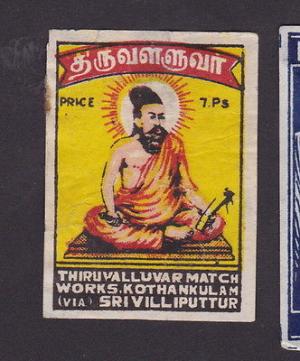 திருவள்ளுவர்
PRICE 7.Ps
THIRUVALLUVAR MATCH
WORKS. KOTHANKULAM
(VIA) SRIVILLIPUTTUR